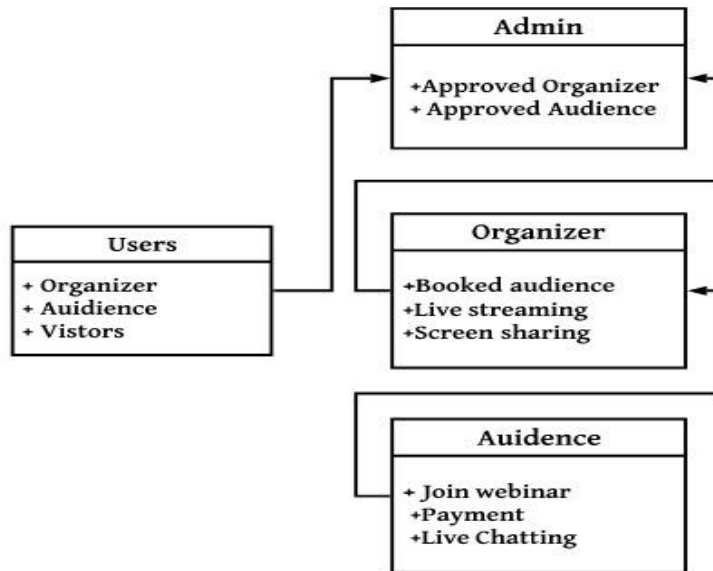 Admin
+Approved Organizer
+ Approved Audience
Users
+ Organizer
+ Auidience
+ Vistors
Organizer
+Booked audience
+Live streaming
+Screen sharing
Auidence
+ Join webinar
+Payment
+Live Chatting